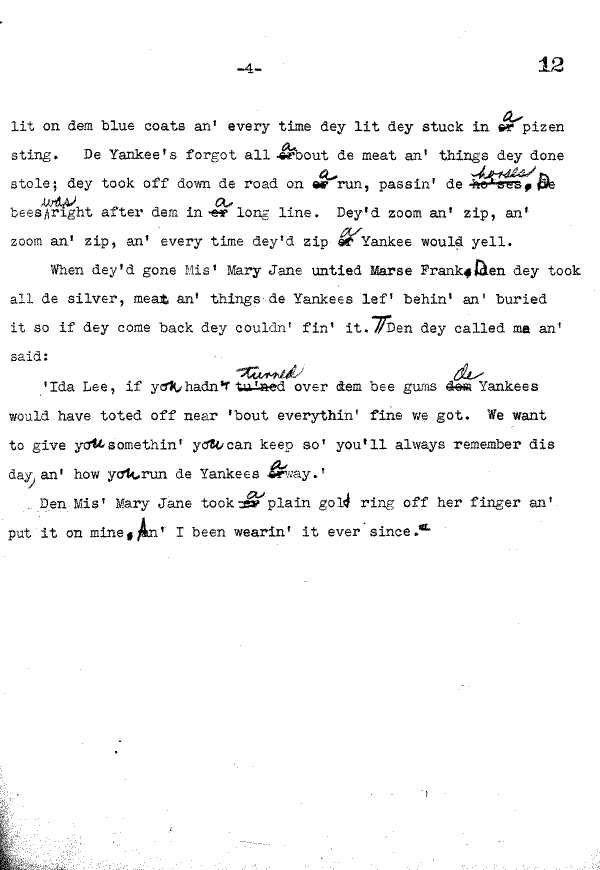 -4-
12
lit on dem blue coats an' every time dey lit dey stuck in a pizen
sting. De Yankee's forgot all about de meat an' things dey done
stole; dey took off down de road on a run, passin' de horses. De
bees was right after dem in a long line. Dey'd zoom an' zip, an'
zoom an' zip, an' every time dey'd zip a Yankee would yell.
When dey'd gone Mis' Mary Jane untied Marse Frank. Den dey took
all de silver, meat an' things de Yankees lef' behin' an' buried
it so if dey come back dey couldn' fin' it. ¶ Den dey called ma an'
said:
'Ida Lee, if you hadn't turned over dem bee gums de Yankees
would have toted off near 'bout everythin' fine we got. We want
to give you somethin' you can keep so' you'll always remember dis
day, an' how you run de Yankees away.'
Den Mis' Mary Jane took a plain gold ring off her finger an'
put it on mine. An' I been wearin' it ever since."